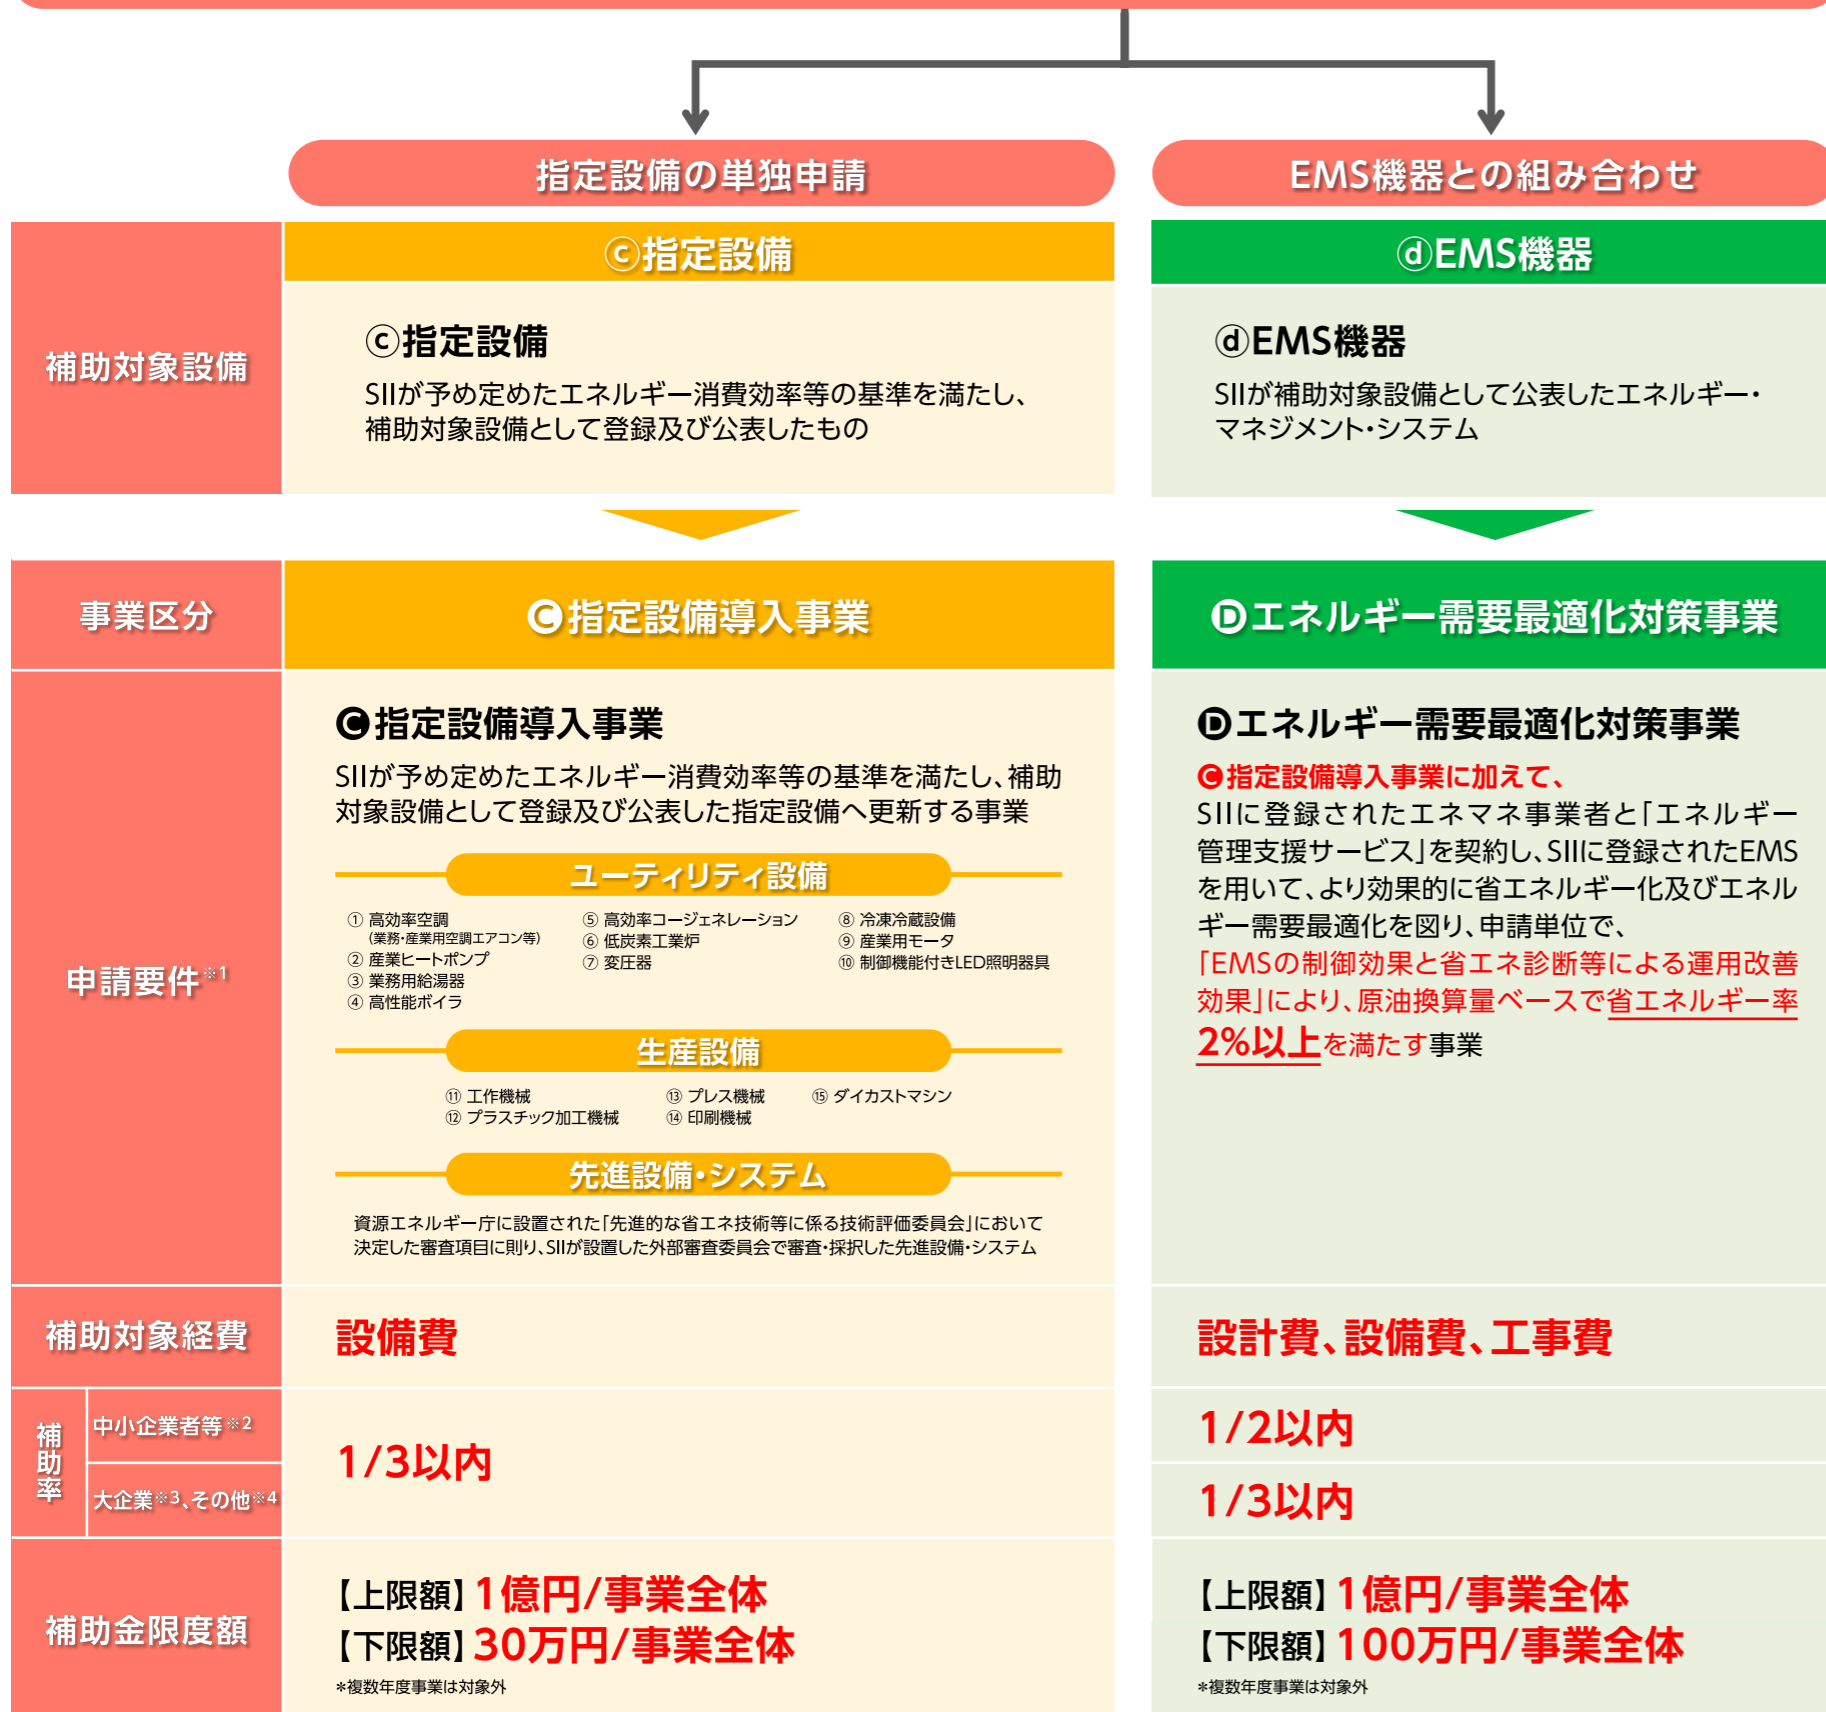 指定設備の単独申請
EMS機器との組み合わせ
補助対象設備
ⓒ指定設備
ⓒ指定設備
SIIが予め定めたエネルギー消費効率等の基準を満たし、
補助対象設備として登録及び公表したもの
ⓓEMS機器
ⓓEMS機器
SIIが補助対象設備として公表したエネルギー・
マネジメント・システム
事業区分
🅒指定設備導入事業
🅓エネルギー需要最適化対策事業
申請要件※1
🅒指定設備導入事業
SIIが予め定めたエネルギー消費効率等の基準を満たし、補助
対象設備として登録及び公表した指定設備へ更新する事業
ユーティリティ設備
① 高効率空調
(業務・産業用空調エアコン等)
② 産業ヒートポンプ
③ 業務用給湯器
④ 高性能ボイラ
⑤ 高効率コージェネレーション
⑥ 低炭素工業炉
⑦ 変圧器
⑧ 冷凍冷蔵設備
⑨ 産業用モータ
⑩ 制御機能付きLED照明器具
生産設備
⑪ 工作機械
⑫ プラスチック加工機械
⑬ プレス機械
⑭ 印刷機械
⑮ ダイカストマシン
先進設備・システム
資源エネルギー庁に設置された「先進的な省エネ技術等に係る技術評価委員会」において
決定した審査項目に則り、SIIが設置した外部審査委員会で審査・採択した先進設備・システム
🅓エネルギー需要最適化対策事業
🅒指定設備導入事業に加えて、
SIIに登録されたエネマネ事業者と「エネルギー
管理支援サービス」を契約し、SIIに登録されたEMS
を用いて、より効果的に省エネルギー化及びエネル
ギー需要最適化を図り、申請単位で、
「EMSの制御効果と省エネ診断等による運用改善
効果」により、原油換算量ベースで省エネルギー率
2%以上を満たす事業
補助対象経費
設備費
設計費、設備費、工事費
補助率
中小企業者等※2
大企業※3、その他※4
1/3以内
1/2以内
1/3以内
補助金限度額
【上限額】1億円/事業全体
【下限額】30万円/事業全体
*複数年度事業は対象外
【上限額】1億円/事業全体
【下限額】100万円/事業全体
*複数年度事業は対象外